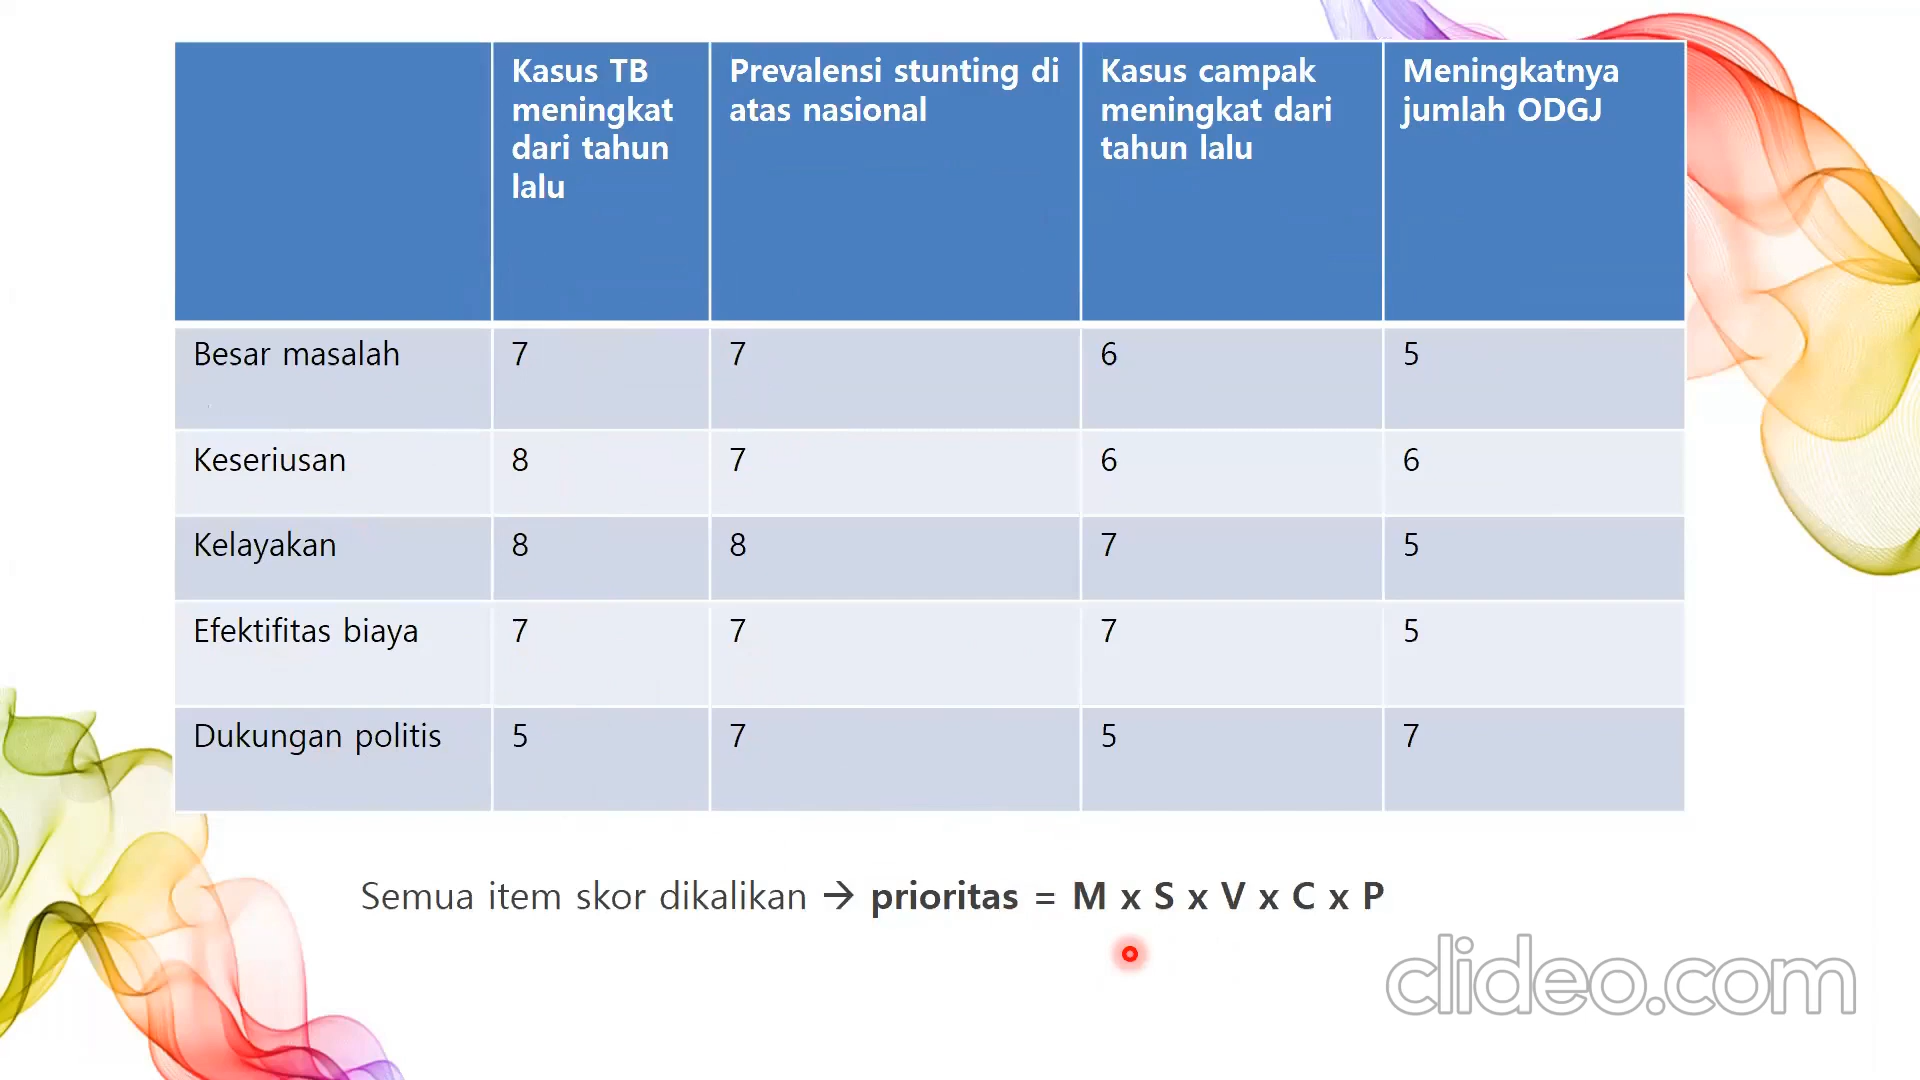 Kasus TB
meningkat
dari tahun
lalu
Prevalensi stunting di
atas nasional
Kasus campak
meningkat dari
tahun lalu
Meningkatnya
jumlah ODGJ
Besar masalah 7 7 6 5
Keseriusan 8 7 6 6
Kelayakan 8 8 7 5
Efektifitas biaya 7 7 7 5
Dukungan politis 5 7 5 7
Semua item skor dikalikan → prioritas = M x S x V x C x P
clideo.com